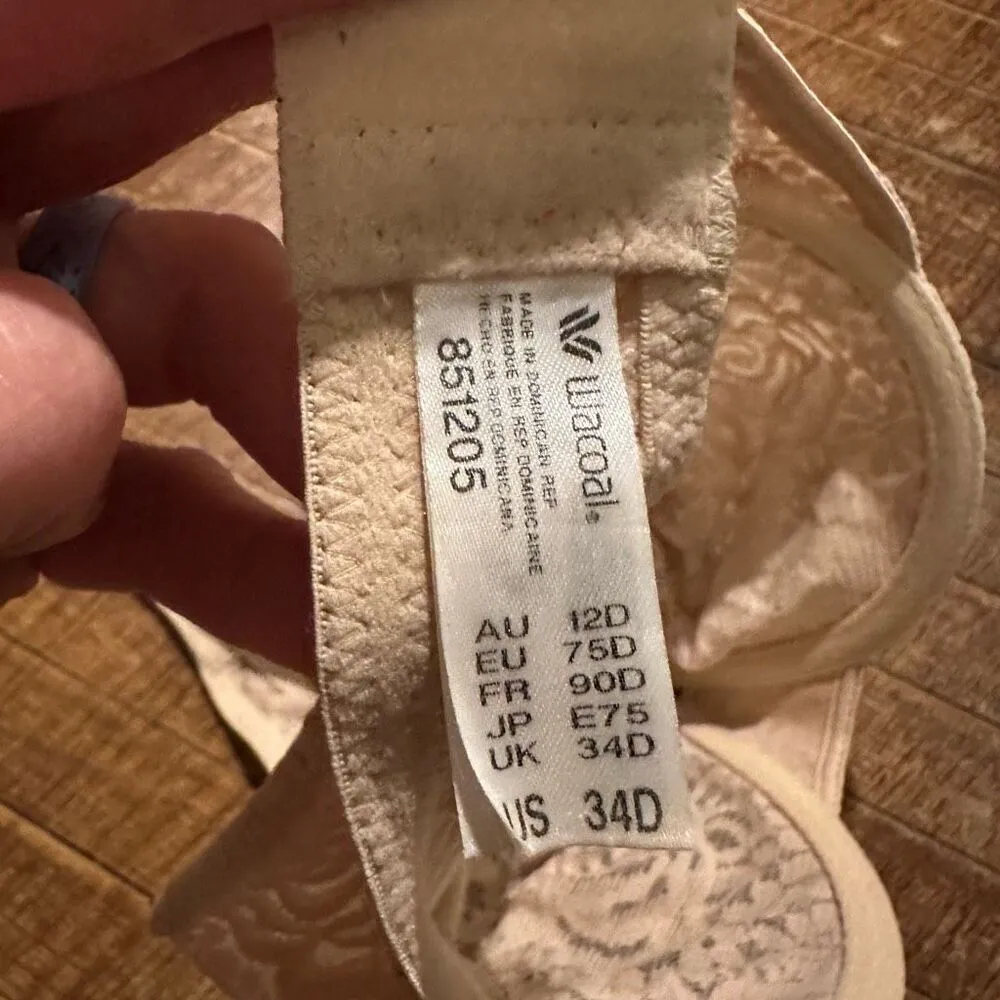 wacoal®
MADE IN DOMINICAN REP
FABRIQUE EN REP DOMINICAINE
HECHO EN REP DOMINICANA
851205
AU 12D
EU 75D
FR 90D
JP E75
UK 34D
US 34D